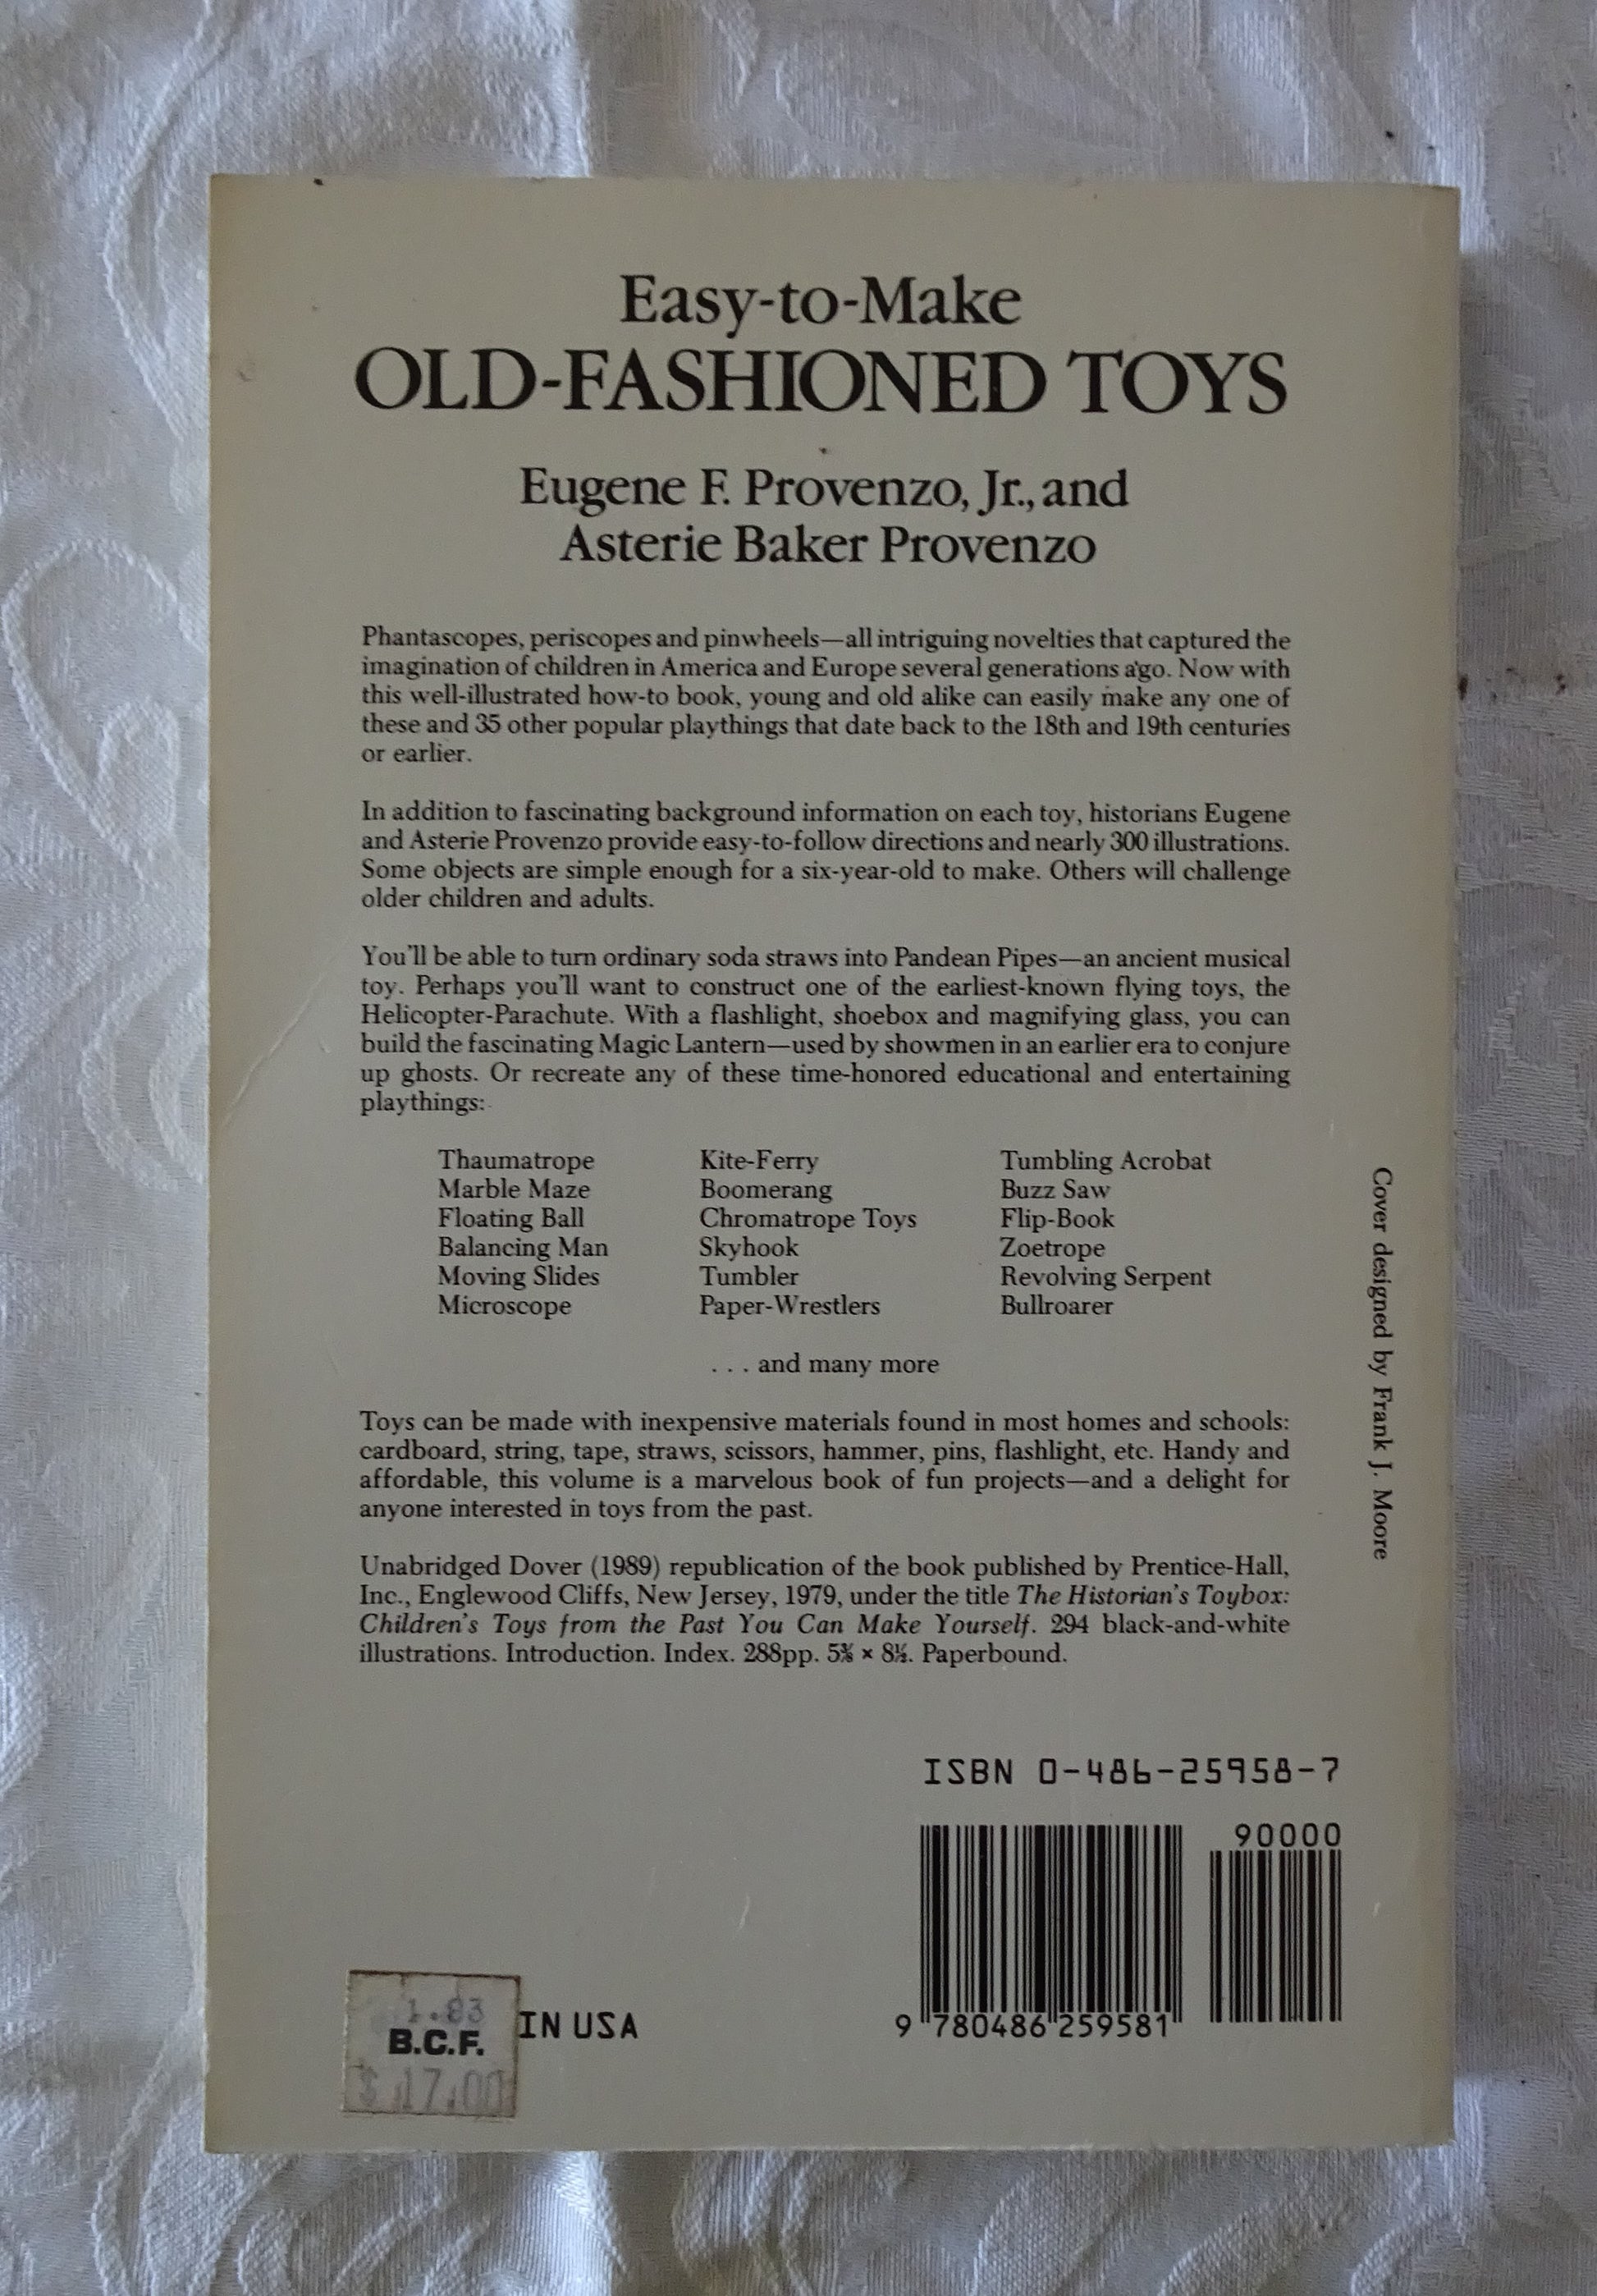 Easy-to-Make
OLD-FASHIONED TOYS
Eugene F. Provenzo, Jr., and
Asterie Baker Provenzo
Phantascopes, periscopes and pinwheels—all intriguing novelties that captured the
imagination of children in America and Europe several generations ago. Now with
this well-illustrated how-to book, young and old alike can easily make any one of
these and 35 other popular playthings that date back to the 18th and 19th centuries
or earlier.
In addition to fascinating background information on each toy, historians Eugene
and Asterie Provenzo provide easy-to-follow directions and nearly 300 illustrations.
Some objects are simple enough for a six-year-old to make. Others will challenge
older children and adults.
You'll be able to turn ordinary soda straws into Pandean Pipes—an ancient musical
toy. Perhaps you'll want to construct one of the earliest-known flying toys, the
Helicopter-Parachute. With a flashlight, shoebox and magnifying glass, you can
build the fascinating Magic Lantern—used by showmen in an earlier era to conjure
up ghosts. Or recreate any of these time-honored educational and entertaining
playthings:
Thaumatrope Kite-Ferry Tumbling Acrobat
Marble Maze Boomerang Buzz Saw
Floating Ball Chromatrope Toys Flip-Book
Balancing Man Skyhook Zoetrope
Moving Slides Tumbler Revolving Serpent
Microscope Paper-Wrestlers Bullroarer
. . . and many more
Toys can be made with inexpensive materials found in most homes and schools:
cardboard, string, tape, straws, scissors, hammer, pins, flashlight, etc. Handy and
affordable, this volume is a marvelous book of fun projects—and a delight for
anyone interested in toys from the past.
Unabridged Dover (1989) republication of the book published by Prentice-Hall,
Inc., Englewood Cliffs, New Jersey, 1979, under the title The Historian's Toybox:
Children's Toys from the Past You Can Make Yourself. 294 black-and-white
illustrations. Introduction. Index. 288pp. 5⅜ × 8½. Paperbound.
Cover designed by Frank J. Moore
ISBN 0-486-25958-7
90000
9 780486 259581
IN USA
B.C.F.
$17.00